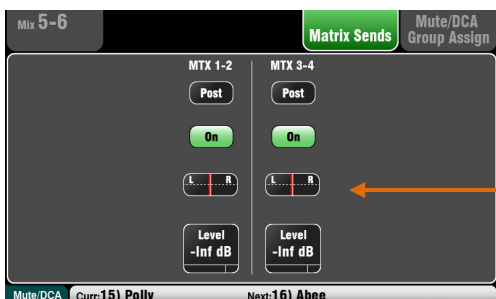 Mix 5-6
Matrix Sends
Mute/DCA
Group Assign
MTX 1-2
MTX 3-4
Post
Post
On
On
L R
L R
Level
-Inf dB
Level
-Inf dB
Mute/DCA
Curr:15) Polly
Next:16) Abee